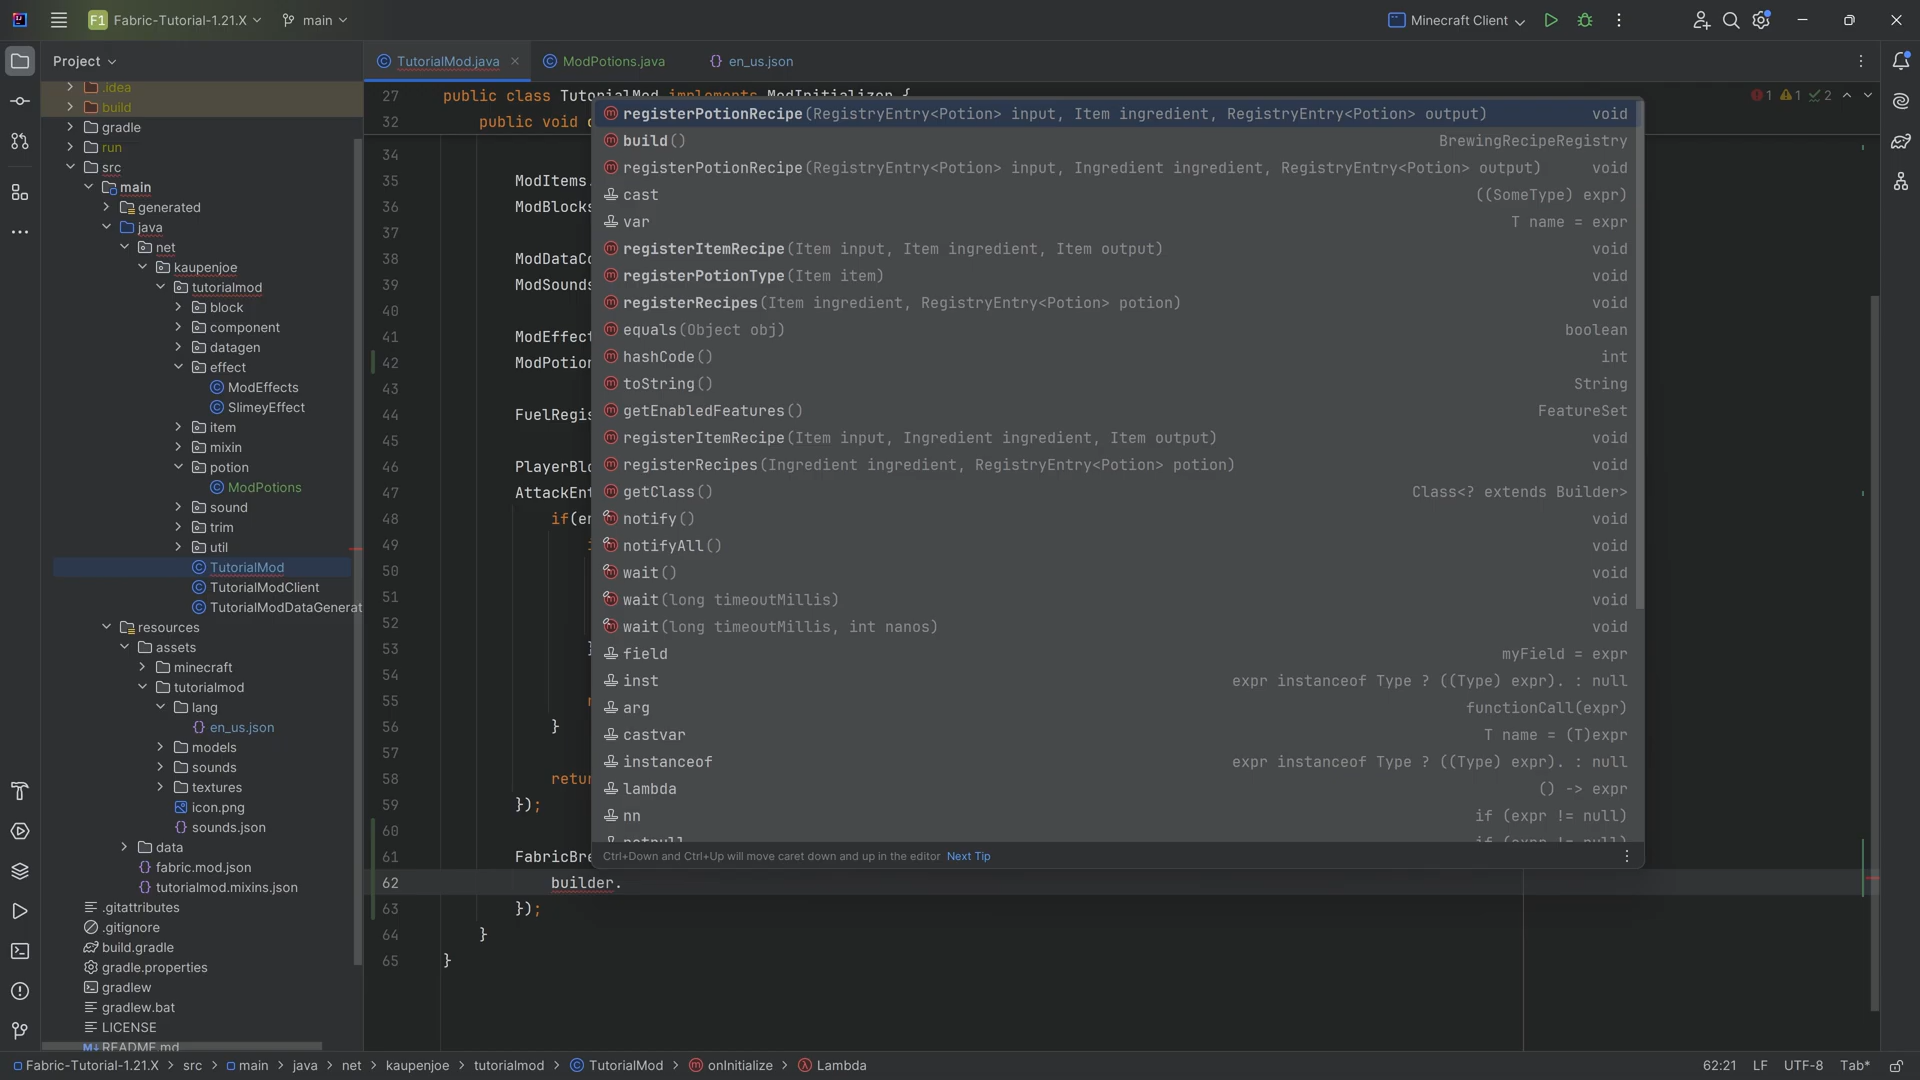 F1 Fabric-Tutorial-1.21.X main Minecraft Client
Project
.idea
build
gradle
run
src
main
generated
java
net
kaupenjoe
tutorialmod
block
component
datagen
effect
ModEffects
SlimeyEffect
item
mixin
potion
ModPotions
sound
trim
util
TutorialMod
TutorialModClient
TutorialModDataGenerat
resources
assets
minecraft
tutorialmod
lang
en_us.json
models
sounds
textures
icon.png
sounds.json
data
fabric.mod.json
tutorialmod.mixins.json
.gitattributes
.gitignore
build.gradle
gradle.properties
gradlew
gradlew.bat
LICENSE
README.md
TutorialMod.java ModPotions.java en_us.json
1 1 2
27 public class TutorialMod implements ModInitializer {
32 public void o
34
35 ModItems.
36 ModBlocks
37
38 ModDataCo
39 ModSounds
40
41 ModEffect
42 ModPotion
43
44 FuelRegis
45
46 PlayerBlo
47 AttackEnt
48 if(en
49
50
51
52
53
54
55
56 }
57
58 retur
59 });
60
61 FabricBre
62 builder.
63 });
64 }
65 }
registerPotionRecipe(RegistryEntry<Potion> input, Item ingredient, RegistryEntry<Potion> output) void
build() BrewingRecipeRegistry
registerPotionRecipe(RegistryEntry<Potion> input, Ingredient ingredient, RegistryEntry<Potion> output) void
cast ((SomeType) expr)
var T name = expr
registerItemRecipe(Item input, Item ingredient, Item output) void
registerPotionType(Item item) void
registerRecipes(Item ingredient, RegistryEntry<Potion> potion) void
equals(Object obj) boolean
hashCode() int
toString() String
getEnabledFeatures() FeatureSet
registerItemRecipe(Item input, Ingredient ingredient, Item output) void
registerRecipes(Ingredient ingredient, RegistryEntry<Potion> potion) void
getClass() Class<? extends Builder>
notify() void
notifyAll() void
wait() void
wait(long timeoutMillis) void
wait(long timeoutMillis, int nanos) void
field myField = expr
inst expr instanceof Type ? ((Type) expr). : null
arg functionCall(expr)
castvar T name = (T)expr
instanceof expr instanceof Type ? ((Type) expr). : null
lambda () -> expr
nn if (expr != null)
notnull if (expr != null)
Ctrl+Down and Ctrl+Up will move caret down and up in the editor Next Tip
Fabric-Tutorial-1.21.X > src > main > java > net > kaupenjoe > tutorialmod > TutorialMod > onInitialize > Lambda 62:21 LF UTF-8 Tab*